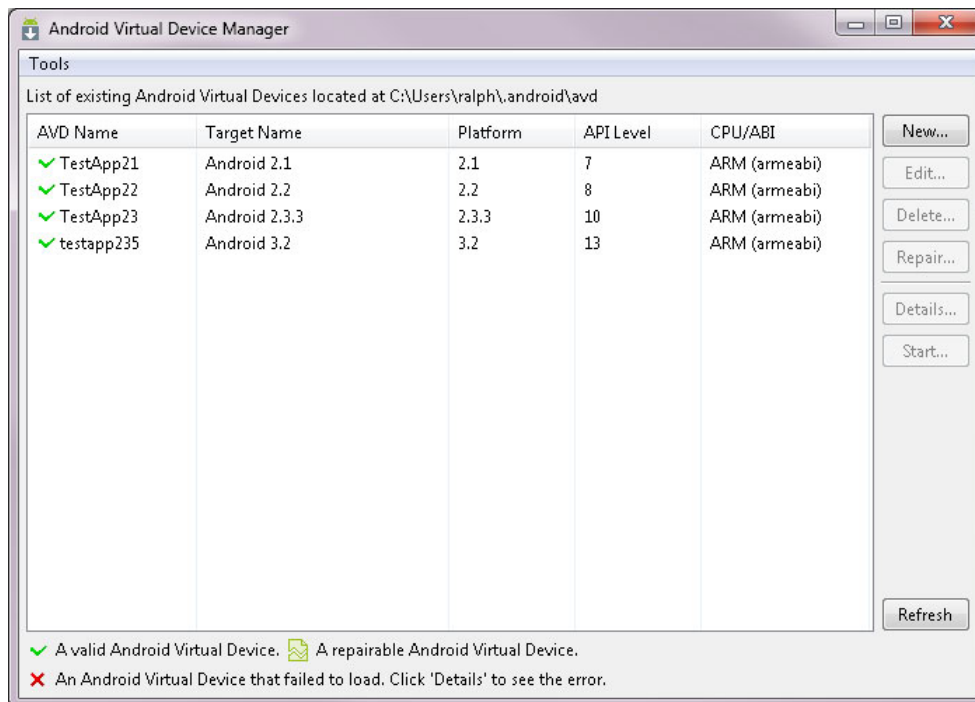 Android Virtual Device Manager
Tools
List of existing Android Virtual Devices located at C:\Users\ralph\.android\avd
AVD Name Target Name Platform API Level CPU/ABI
TestApp21 Android 2.1 2.1 7 ARM (armeabi)
TestApp22 Android 2.2 2.2 8 ARM (armeabi)
TestApp23 Android 2.3.3 2.3.3 10 ARM (armeabi)
testapp235 Android 3.2 3.2 13 ARM (armeabi)
New...
Edit...
Delete...
Repair...
Details...
Start...
Refresh
A valid Android Virtual Device. A repairable Android Virtual Device.
An Android Virtual Device that failed to load. Click 'Details' to see the error.